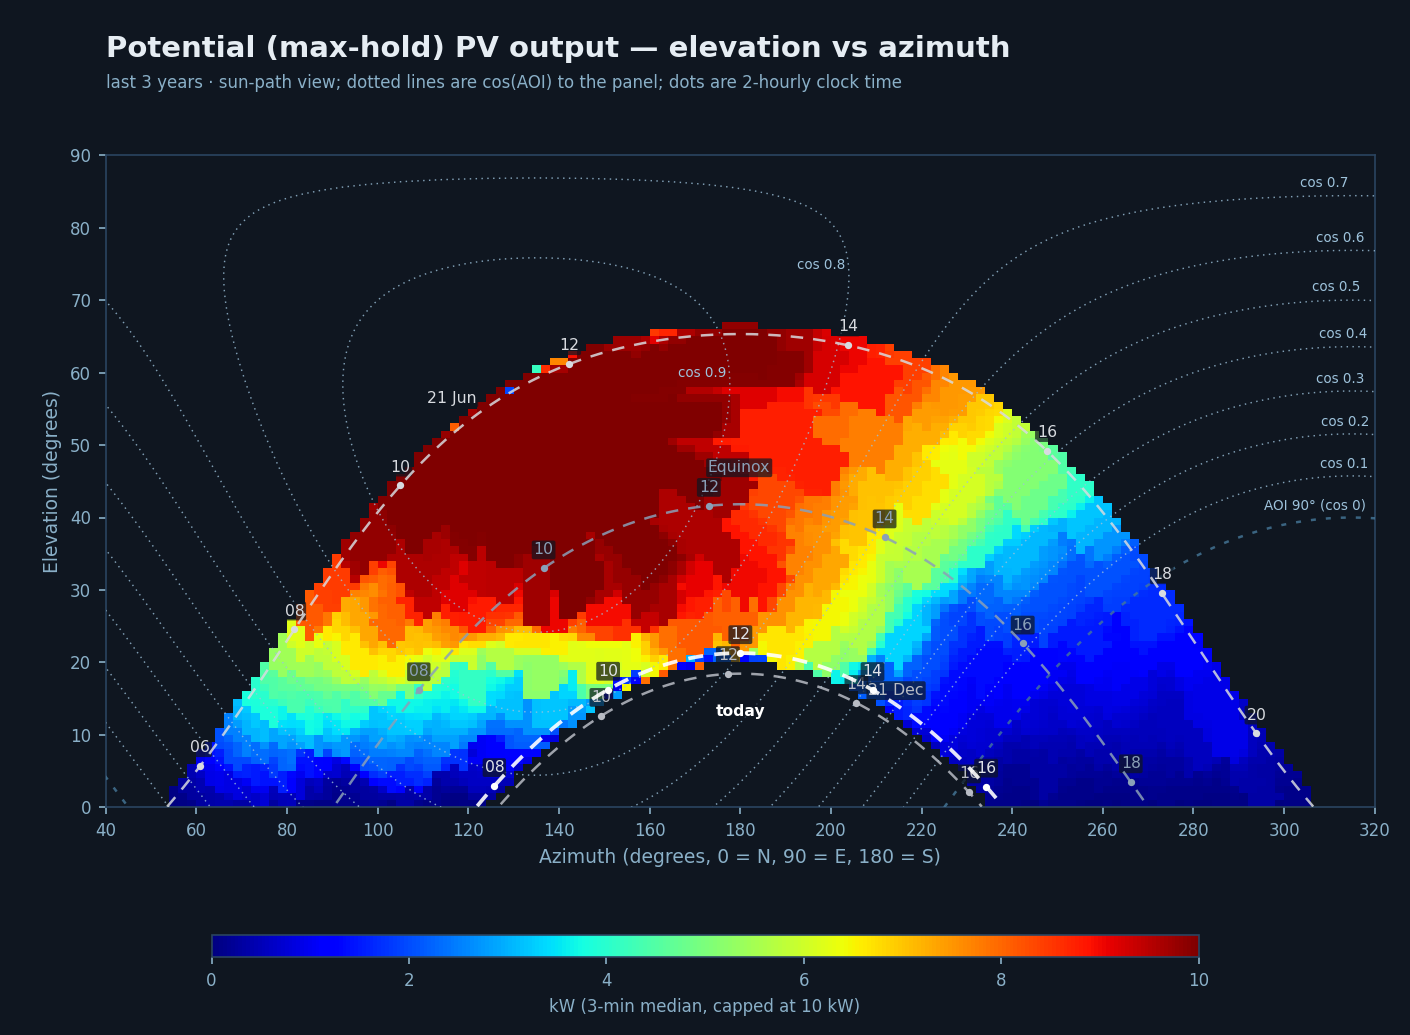 Potential (max-hold) PV output — elevation vs azimuth
last 3 years · sun-path view; dotted lines are cos(AOI) to the panel; dots are 2-hourly clock time
90
80
70
60
50
40
30
20
10
0
Elevation (degrees)
cos 0.7
cos 0.6
cos 0.8
cos 0.5
cos 0.4
cos 0.9
cos 0.3
cos 0.2
cos 0.1
AOI 90° (cos 0)
21 Jun
06
08
10
12
14
16
18
20
Equinox
08
10
12
14
16
18
today
08
10
12
14
16
21 Dec
10
12
14
40 60 80 100 120 140 160 180 200 220 240 260 280 300 320
Azimuth (degrees, 0 = N, 90 = E, 180 = S)
0 2 4 6 8 10
kW (3-min median, capped at 10 kW)